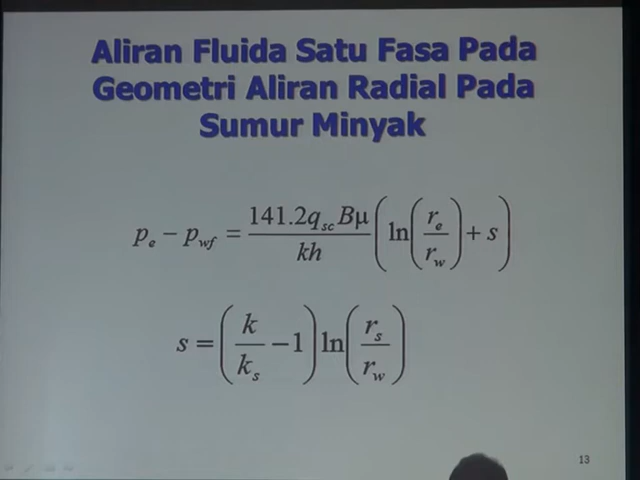 Aliran Fluida Satu Fasa Pada
Geometri Aliran Radial Pada
Sumur Minyak
p_e − p_wf = (141.2 q_sc Bμ / kh) (ln(r_e / r_w) + s)
s = (k / k_s − 1) ln(r_s / r_w)
13